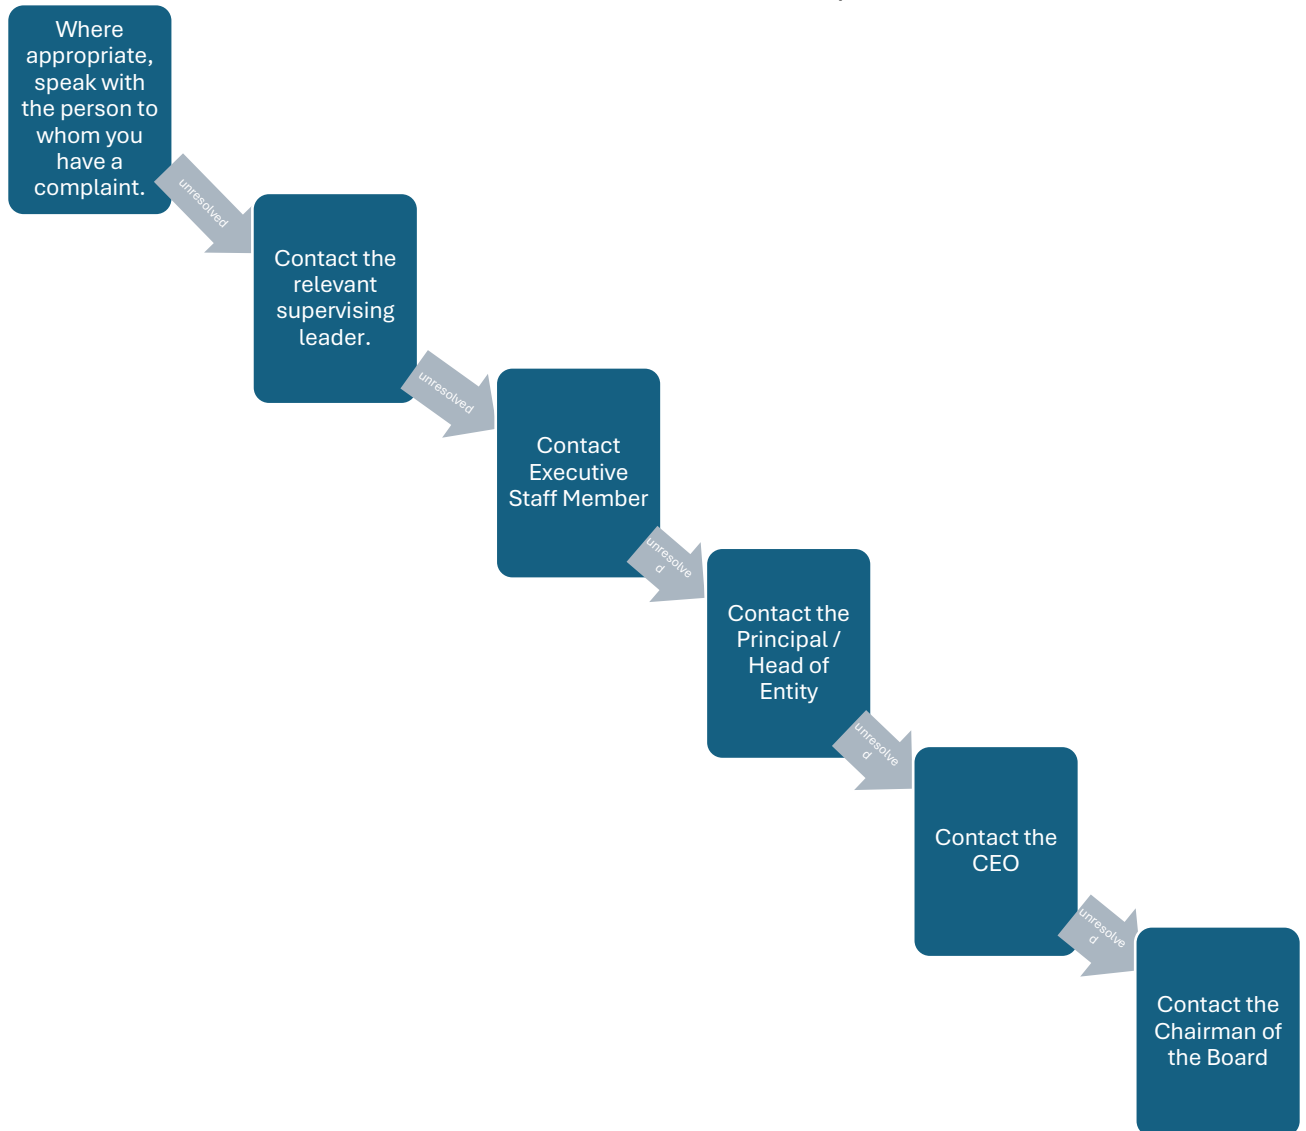 Where
appropriate,
speak with
the person to
whom you
have a
complaint.
unresolved
Contact the
relevant
supervising
leader.
unresolved
Contact
Executive
Staff Member
unresolve
d
Contact the
Principal /
Head of
Entity
unresolve
d
Contact the
CEO
unresolve
d
Contact the
Chairman of
the Board